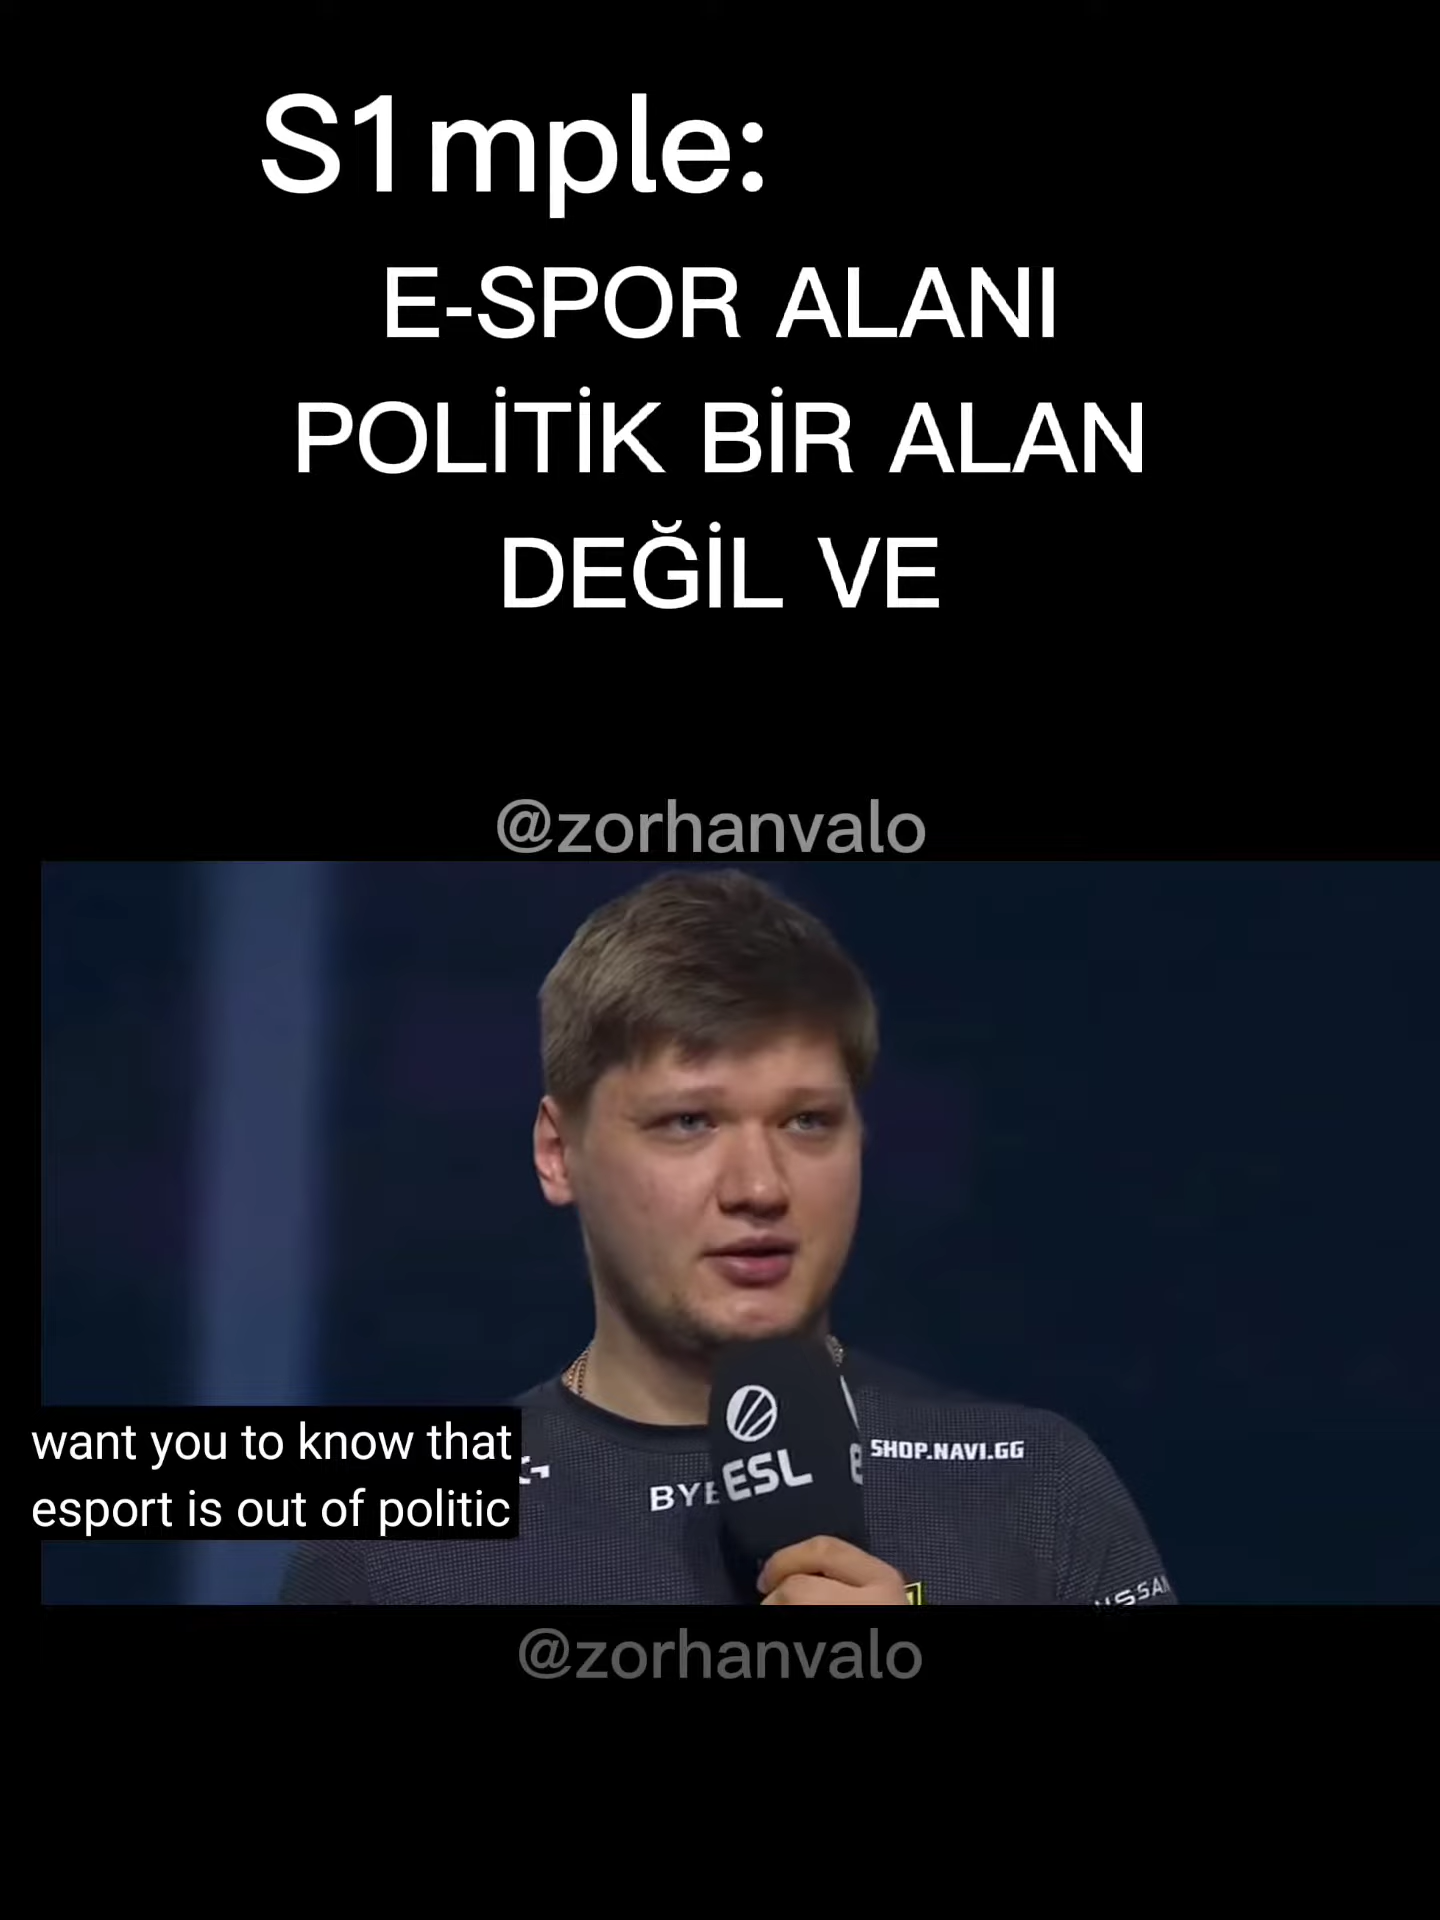 S1mple:
E-SPOR ALANI
POLİTİK BİR ALAN
DEĞİL VE
@zorhanvalo
want you to know that
esport is out of politic
SHOP.NAVI.GG
ESL
@zorhanvalo